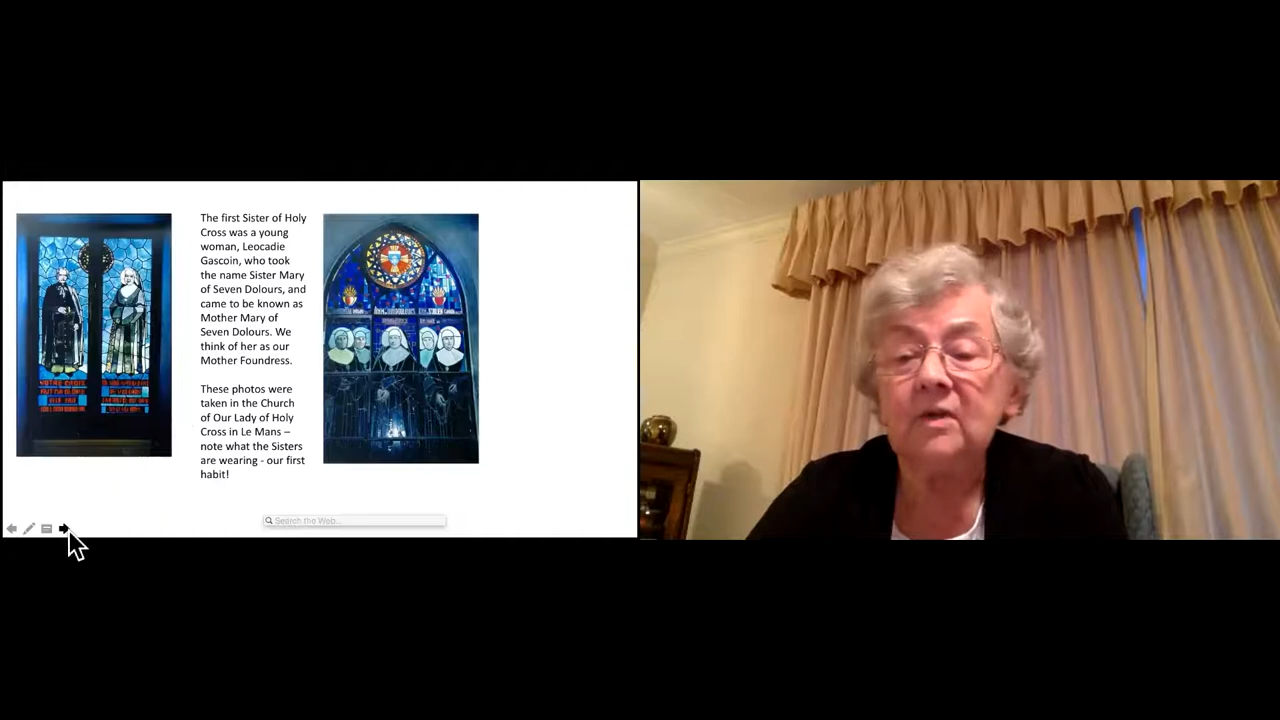 The first Sister of Holy
Cross was a young
woman, Leocadie
Gascoin, who took
the name Sister Mary
of Seven Dolours, and
came to be known as
Mother Mary of
Seven Dolours. We
think of her as our
Mother Foundress.
These photos were
taken in the Church
of Our Lady of Holy
Cross in Le Mans –
note what the Sisters
are wearing - our first
habit!
Search the Web...